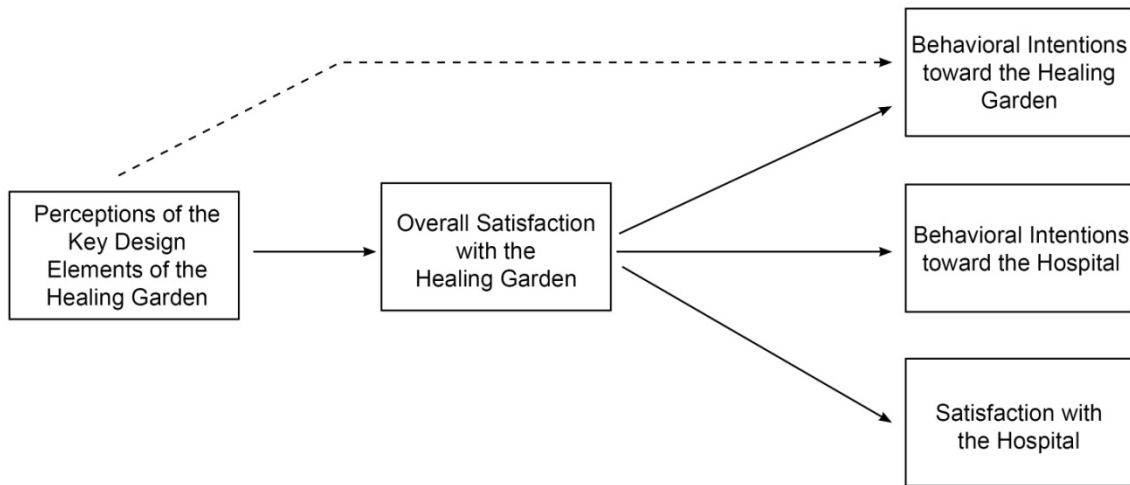 Perceptions of the
Key Design
Elements of the
Healing Garden
Overall Satisfaction
with the
Healing Garden
Behavioral Intentions
toward the Healing
Garden
Behavioral Intentions
toward the Hospital
Satisfaction with
the Hospital